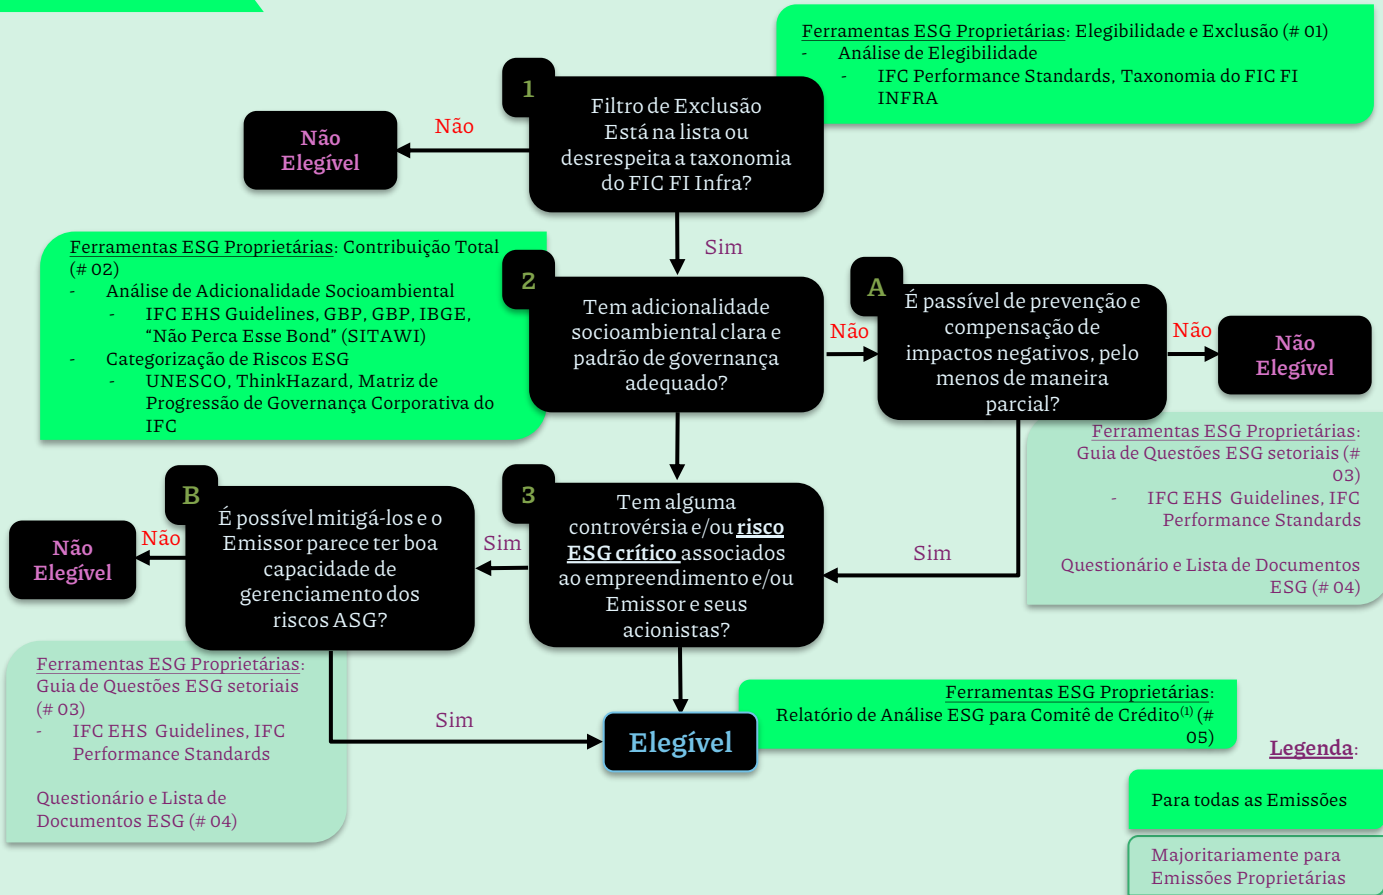 Ferramentas ESG Proprietárias: Elegibilidade e Exclusão (# 01)
- Análise de Elegibilidade
- IFC Performance Standards, Taxonomia do FIC FI
INFRA
1
Filtro de Exclusão
Está na lista ou
desrespeita a taxonomia
do FIC FI Infra?
Não
Não
Elegível
Sim
Ferramentas ESG Proprietárias: Contribuição Total
(# 02)
- Análise de Adicionalidade Socioambiental
- IFC EHS Guidelines, GBP, GBP, IBGE,
“Não Perca Esse Bond” (SITAWI)
- Categorização de Riscos ESG
- UNESCO, ThinkHazard, Matriz de
Progressão de Governança Corporativa do
IFC
2
Tem adicionalidade
socioambiental clara e
padrão de governança
adequado?
Não
A
É passível de prevenção e
compensação de
impactos negativos, pelo
menos de maneira
parcial?
Não
Não
Elegível
Ferramentas ESG Proprietárias:
Guia de Questões ESG setoriais (#
03)
- IFC EHS Guidelines, IFC
Performance Standards
Questionário e Lista de Documentos
ESG (# 04)
Sim
3
Tem alguma
controvérsia e/ou risco
ESG crítico associados
ao empreendimento e/ou
Emissor e seus
acionistas?
Sim
B
É possível mitigá-los e o
Emissor parece ter boa
capacidade de
gerenciamento dos
riscos ASG?
Não
Não
Elegível
Ferramentas ESG Proprietárias:
Guia de Questões ESG setoriais
(# 03)
- IFC EHS Guidelines, IFC
Performance Standards
Questionário e Lista de
Documentos ESG (# 04)
Sim
Elegível
Ferramentas ESG Proprietárias:
Relatório de Análise ESG para Comitê de Crédito(1) (#
05)
Legenda:
Para todas as Emissões
Majoritariamente para
Emissões Proprietárias